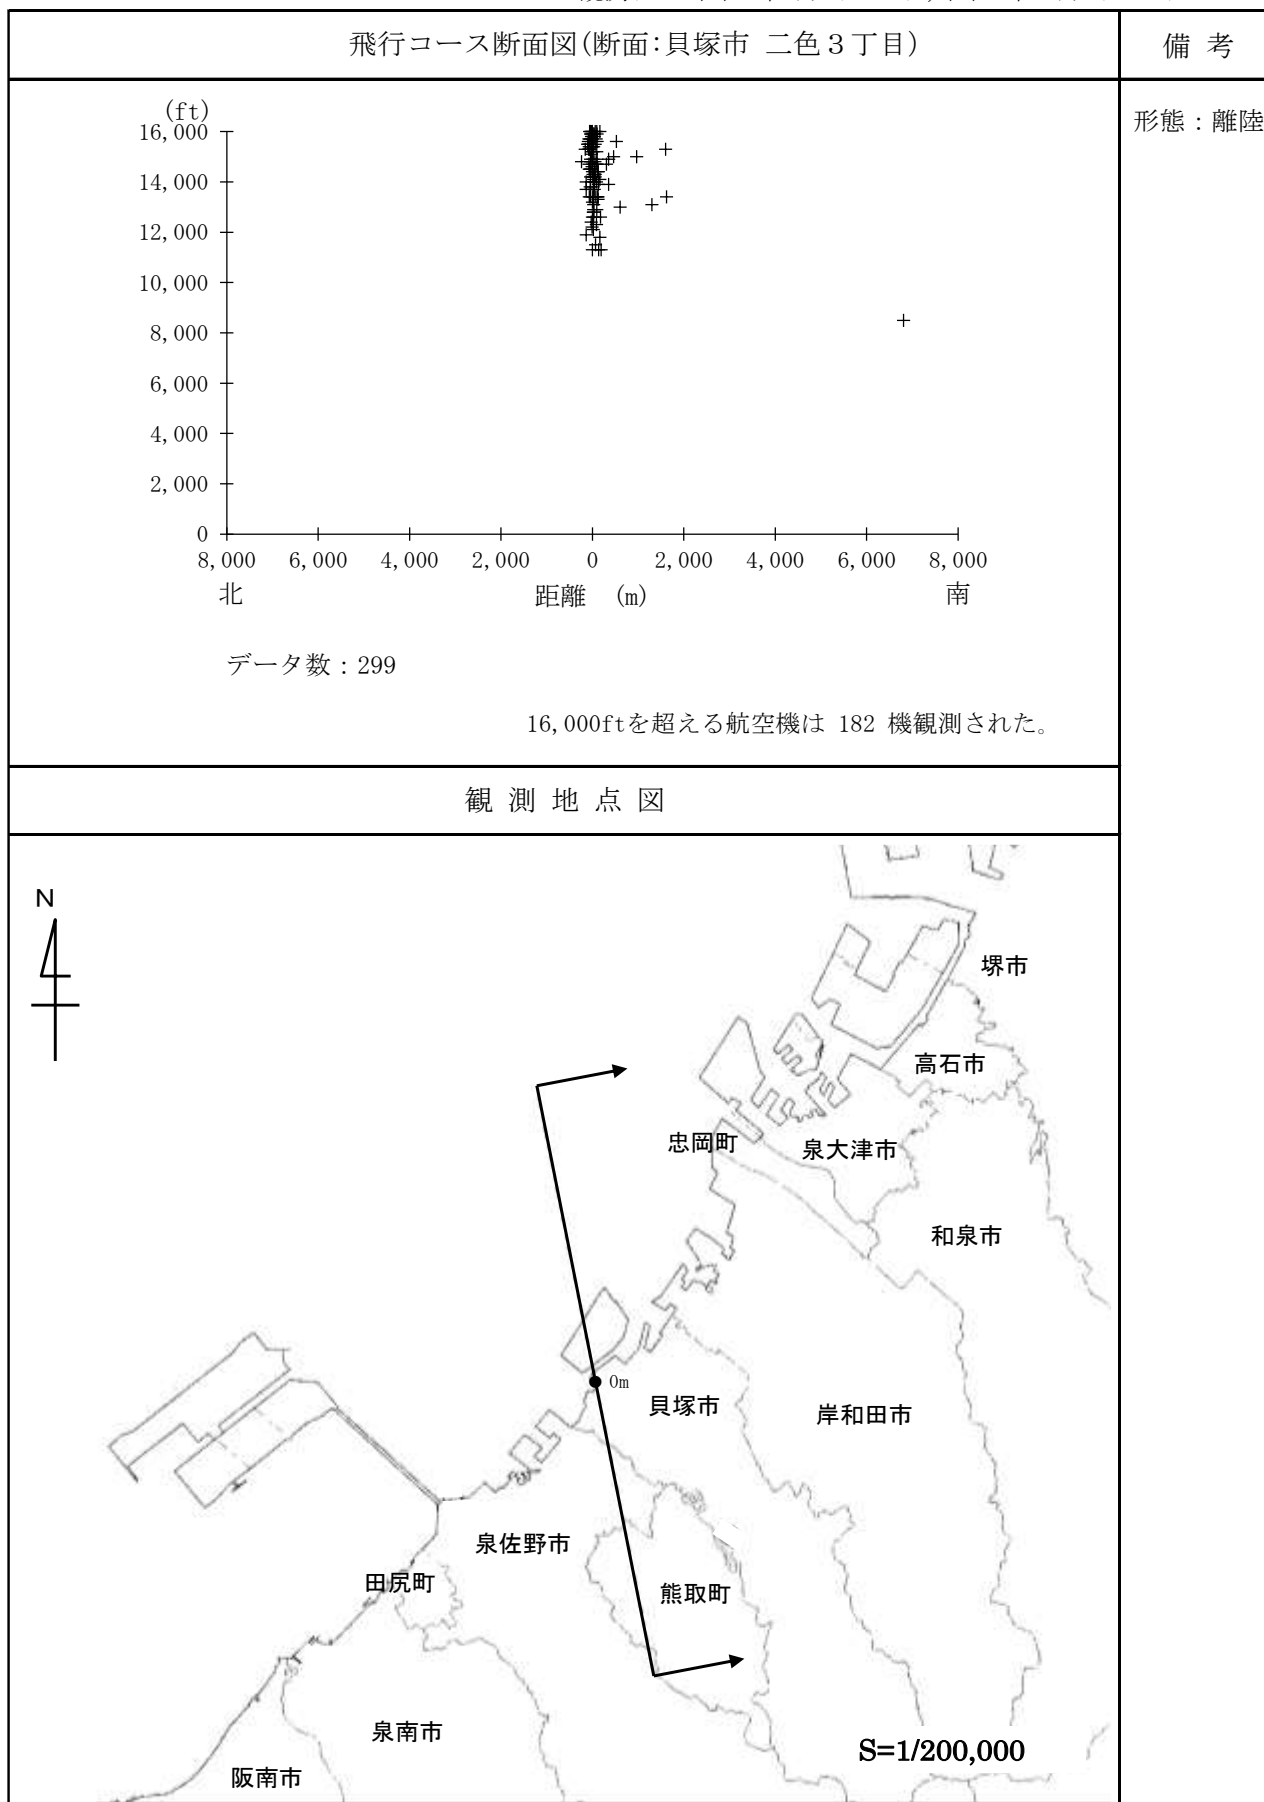 飛行コース断面図(断面:貝塚市 二色３丁目)
備 考
形態：離陸
(ft)
16,000
14,000
12,000
10,000
8,000
6,000
4,000
2,000
0
8,000 6,000 4,000 2,000 0 2,000 4,000 6,000 8,000
北 距離 (m) 南
データ数：299
16,000ftを超える航空機は 182 機観測された。
観 測 地 点 図
N
堺市
高石市
忠岡町
泉大津市
和泉市
0m
貝塚市
岸和田市
泉佐野市
田尻町
熊取町
泉南市
S=1/200,000
阪南市